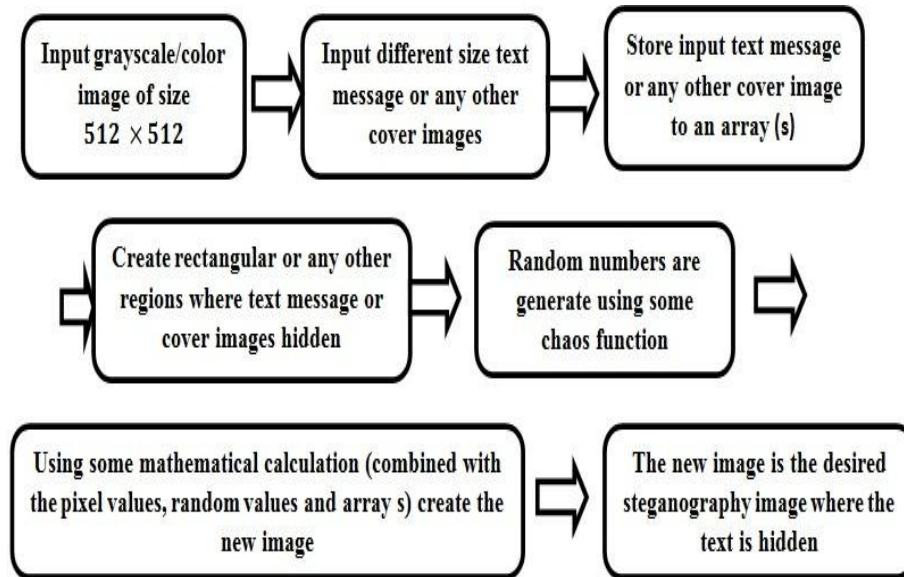 Input grayscale/color
image of size
512 × 512
Input different size text
message or any other
cover images
Store input text message
or any other cover image
to an array (s)
Create rectangular or any other
regions where text message or
cover images hidden
Random numbers are
generate using some
chaos function
Using some mathematical calculation (combined with
the pixel values, random values and array s) create the
new image
The new image is the desired
steganography image where the
text is hidden